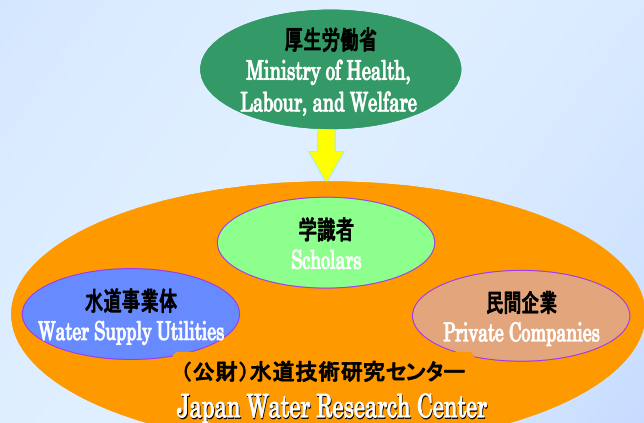 厚生労働省
Ministry of Health,
Labour, and Welfare
学識者
Scholars
水道事業体
Water Supply Utilities
民間企業
Private Companies
（公財）水道技術研究センター
Japan Water Research Center